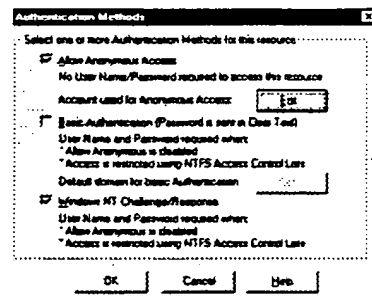 Authentication Methods
Select one or more Authentication Methods for this resource
Allow Anonymous Access
No User Name/Password required to access this resource
Account used for Anonymous Access:
Basic Authentication (Password is sent in Clear Text)
User Name and Password required when:
* Allow Anonymous is disabled
* Access is restricted using NTFS Access Control Lists
Default domain for basic Authentication
Windows NT Challenge/Response
User Name and Password required when:
* Allow Anonymous is disabled
* Access is restricted using NTFS Access Control Lists
OK Cancel Help